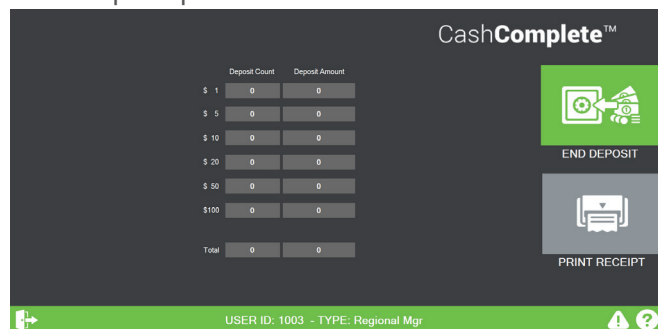 CashComplete™
Deposit Count Deposit Amount
$ 1 0 0
$ 5 0 0
$ 10 0 0
$ 20 0 0
$ 50 0 0
$100 0 0
Total 0 0
END DEPOSIT
PRINT RECEIPT
USER ID: 1003 - TYPE: Regional Mgr